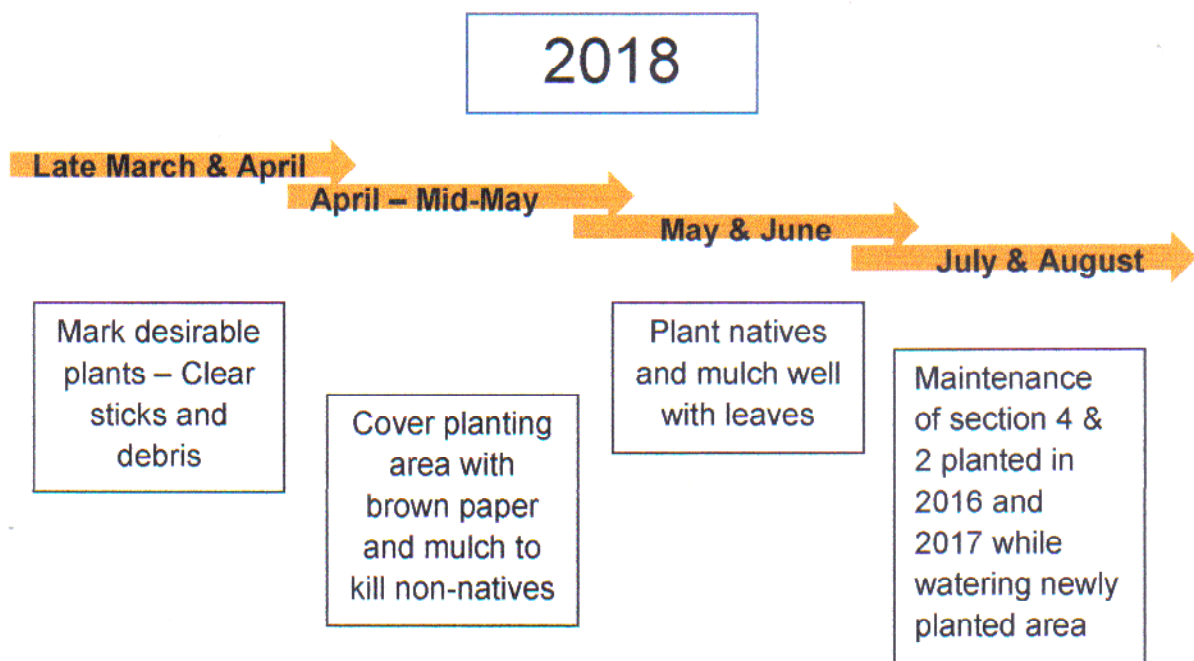 2018
Late March & April
April – Mid-May
May & June
July & August
Mark desirable
plants – Clear
sticks and
debris
Cover planting
area with
brown paper
and mulch to
kill non-natives
Plant natives
and mulch well
with leaves
Maintenance
of section 4 &
2 planted in
2016 and
2017 while
watering newly
planted area